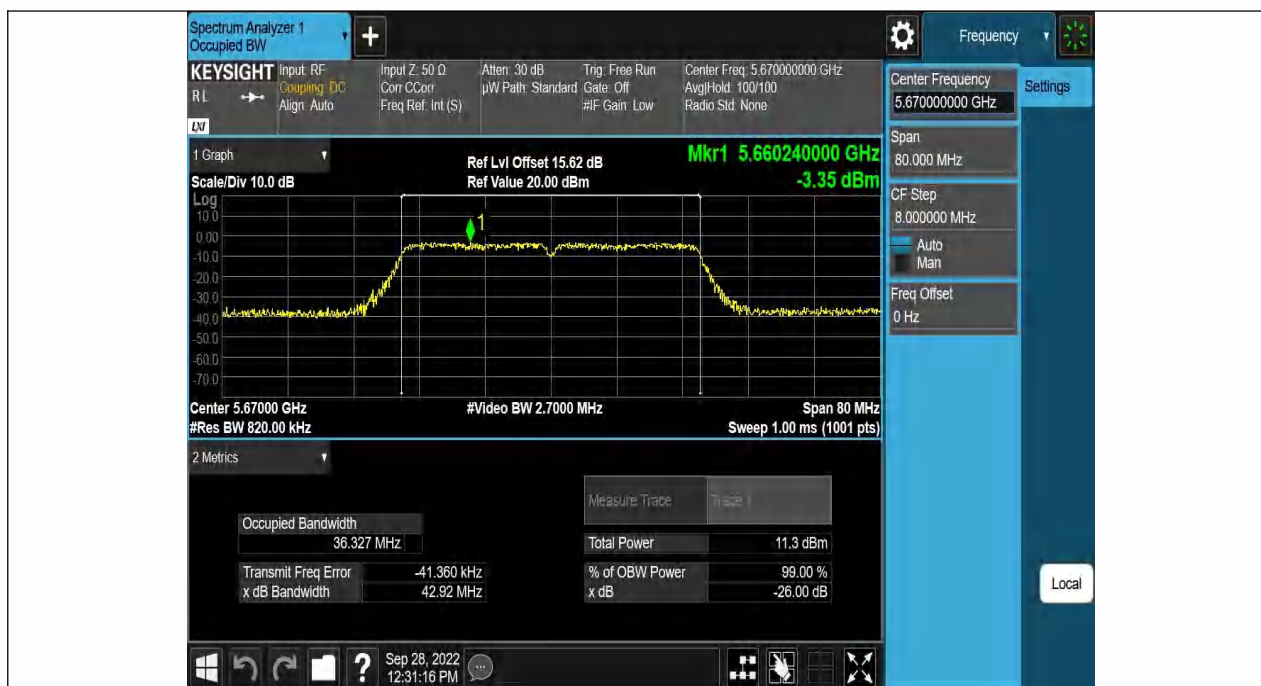 Spectrum Analyzer 1
Occupied BW
+
Frequency
KEYSIGHT
RL
LXI
Input: RF
Coupling: DC
Align: Auto
Input Z: 50 Ω
Corr CCorr
Freq Ref: Int (S)
Atten: 30 dB
µW Path: Standard
Trig: Free Run
Gate: Off
#IF Gain: Low
Center Freq: 5.670000000 GHz
Avg|Hold: 100/100
Radio Std: None
Center Frequency
5.670000000 GHz
Settings
Span
80.000 MHz
CF Step
8.000000 MHz
Auto
Man
Freq Offset
0 Hz
Local
1 Graph
Scale/Div 10.0 dB
Ref Lvl Offset 15.62 dB
Ref Value 20.00 dBm
Mkr1 5.660240000 GHz
-3.35 dBm
Log
10.0
0.00
-10.0
-20.0
-30.0
-40.0
-50.0
-60.0
-70.0
1
Center 5.67000 GHz
#Video BW 2.7000 MHz
Span 80 MHz
#Res BW 820.00 kHz
Sweep 1.00 ms (1001 pts)
2 Metrics
Measure Trace
Trace 1
Occupied Bandwidth
36.327 MHz
Total Power
11.3 dBm
Transmit Freq Error
-41.360 kHz
% of OBW Power
99.00 %
x dB Bandwidth
42.92 MHz
x dB
-26.00 dB
?
Sep 28, 2022
12:31:16 PM